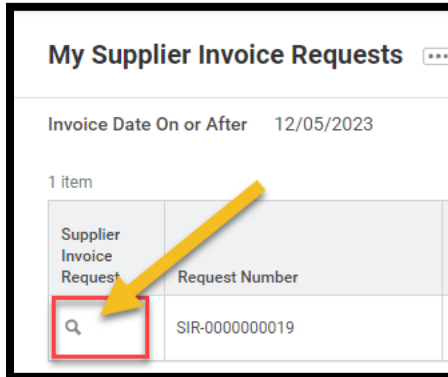 My Supplier Invoice Requests
Invoice Date On or After 12/05/2023
1 item
Supplier
Invoice
Request
Request Number
SIR-0000000019